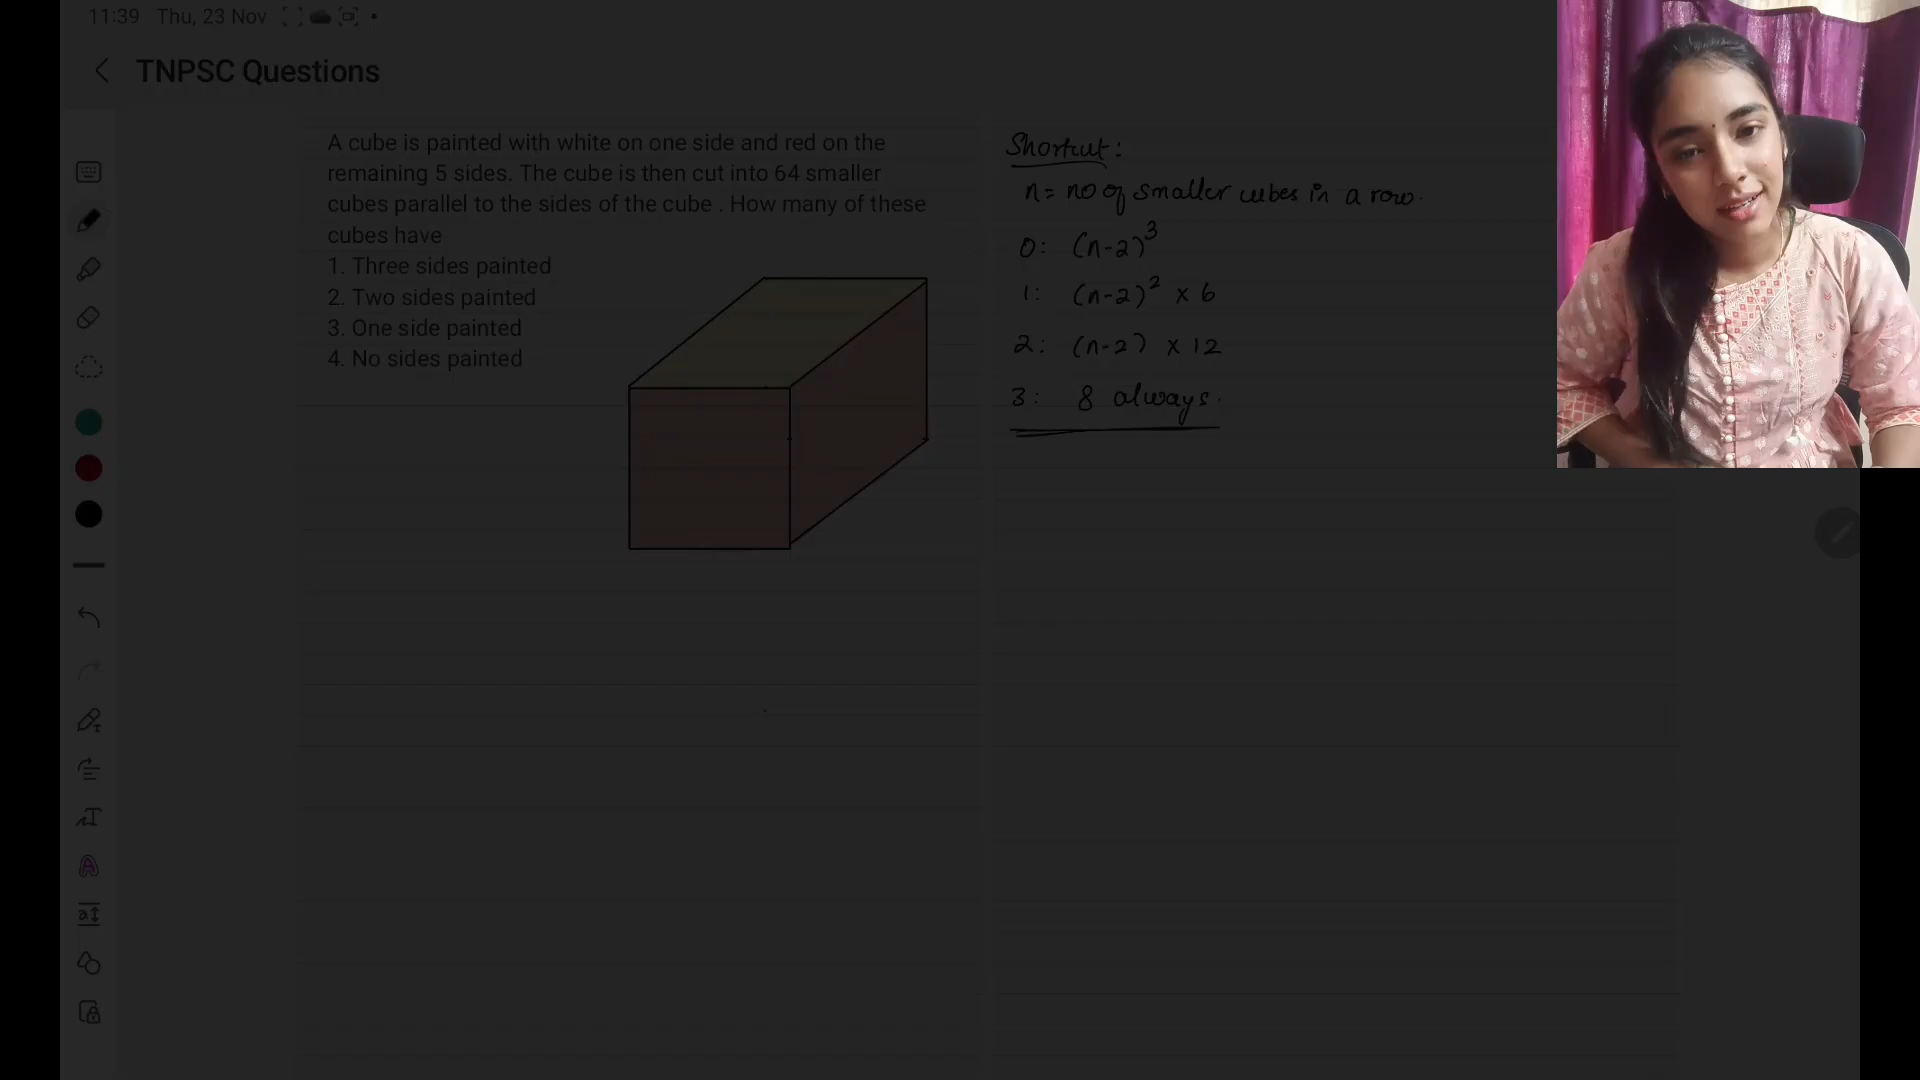 11:39 Thu, 23 Nov
TNPSC Questions
A cube is painted with white on one side and red on the
remaining 5 sides. The cube is then cut into 64 smaller
cubes parallel to the sides of the cube . How many of these
cubes have
1. Three sides painted
2. Two sides painted
3. One side painted
4. No sides painted
Shortcut:
n = no of smaller cubes in a row.
0: (n-2)³
1: (n-2)² x 6
2: (n-2) x 12
3: 8 always.